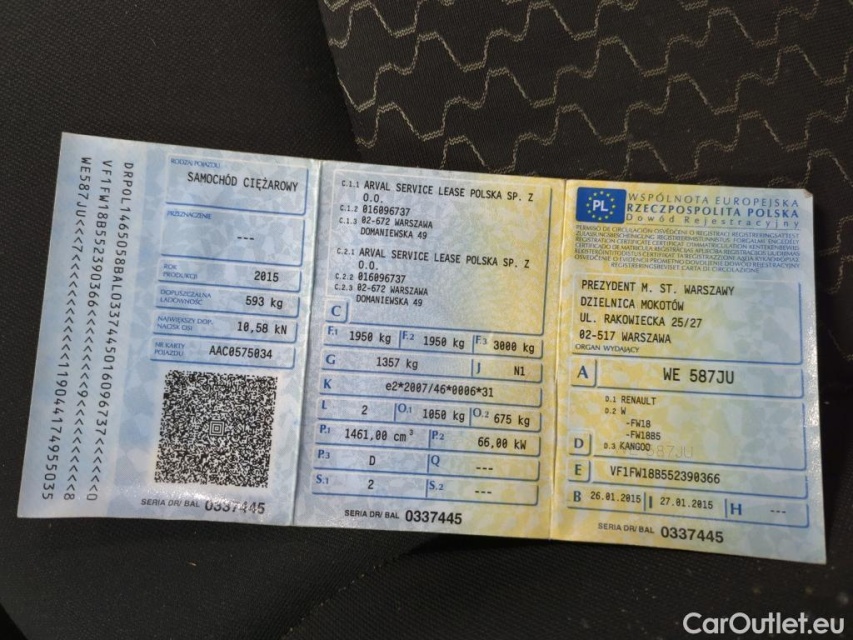 DRPOL1465058BAL033744501609673 7<<<<<<<0
VF1FW18B552390366<<<<<<<<<<<<9<<<<<<<<<8
WE587JU<<7<<<<<<<<<<<<<<<119044174955035
RODZAJ POJAZDU
SAMOCHÓD CIĘŻAROWY
PRZEZNACZENIE
---
ROK PRODUKCJI 2015
DOPUSZCZALNA ŁADOWNOŚĆ 593 kg
NAJWIĘKSZY DOP. NACISK OSI 10,58 kN
NR KARTY POJAZDU AAC0575034
SERIA DR/ BAL 0337445
C.1.1 ARVAL SERVICE LEASE POLSKA SP. Z
O.O.
C.1.2 016096737
C.1.3 02-672 WARSZAWA
DOMANIEWSKA 49
C.2.1 ARVAL SERVICE LEASE POLSKA SP. Z
O.O.
C.2.2 016096737
C.2.3 02-672 WARSZAWA
DOMANIEWSKA 49
C
F.1 1950 kg F.2 1950 kg F.3 3000 kg
G 1357 kg J N1
K e2*2007/46*0006*31
L 2 O.1 1050 kg O.2 675 kg
P.1 1461,00 cm³ P.2 66,00 kW
P.3 D Q ---
S.1 2 S.2 ---
SERIA DR/ BAL 0337445
PL
WSPÓLNOTA EUROPEJSKA
RZECZPOSPOLITA POLSKA
Dowód Rejestracyjny
PREZYDENT M. ST. WARSZAWY
DZIELNICA MOKOTÓW
UL. RAKOWIECKA 25/27
02-517 WARSZAWA
ORGAN WYDAJĄCY
A WE 587JU
D.1 RENAULT
D.2 W
-FW18
-FW18B5
D D.3 KANGOO
E VF1FW18B552390366
B 26.01.2015 I 27.01.2015 H ---
SERIA DR/ BAL 0337445
CarOutlet.eu